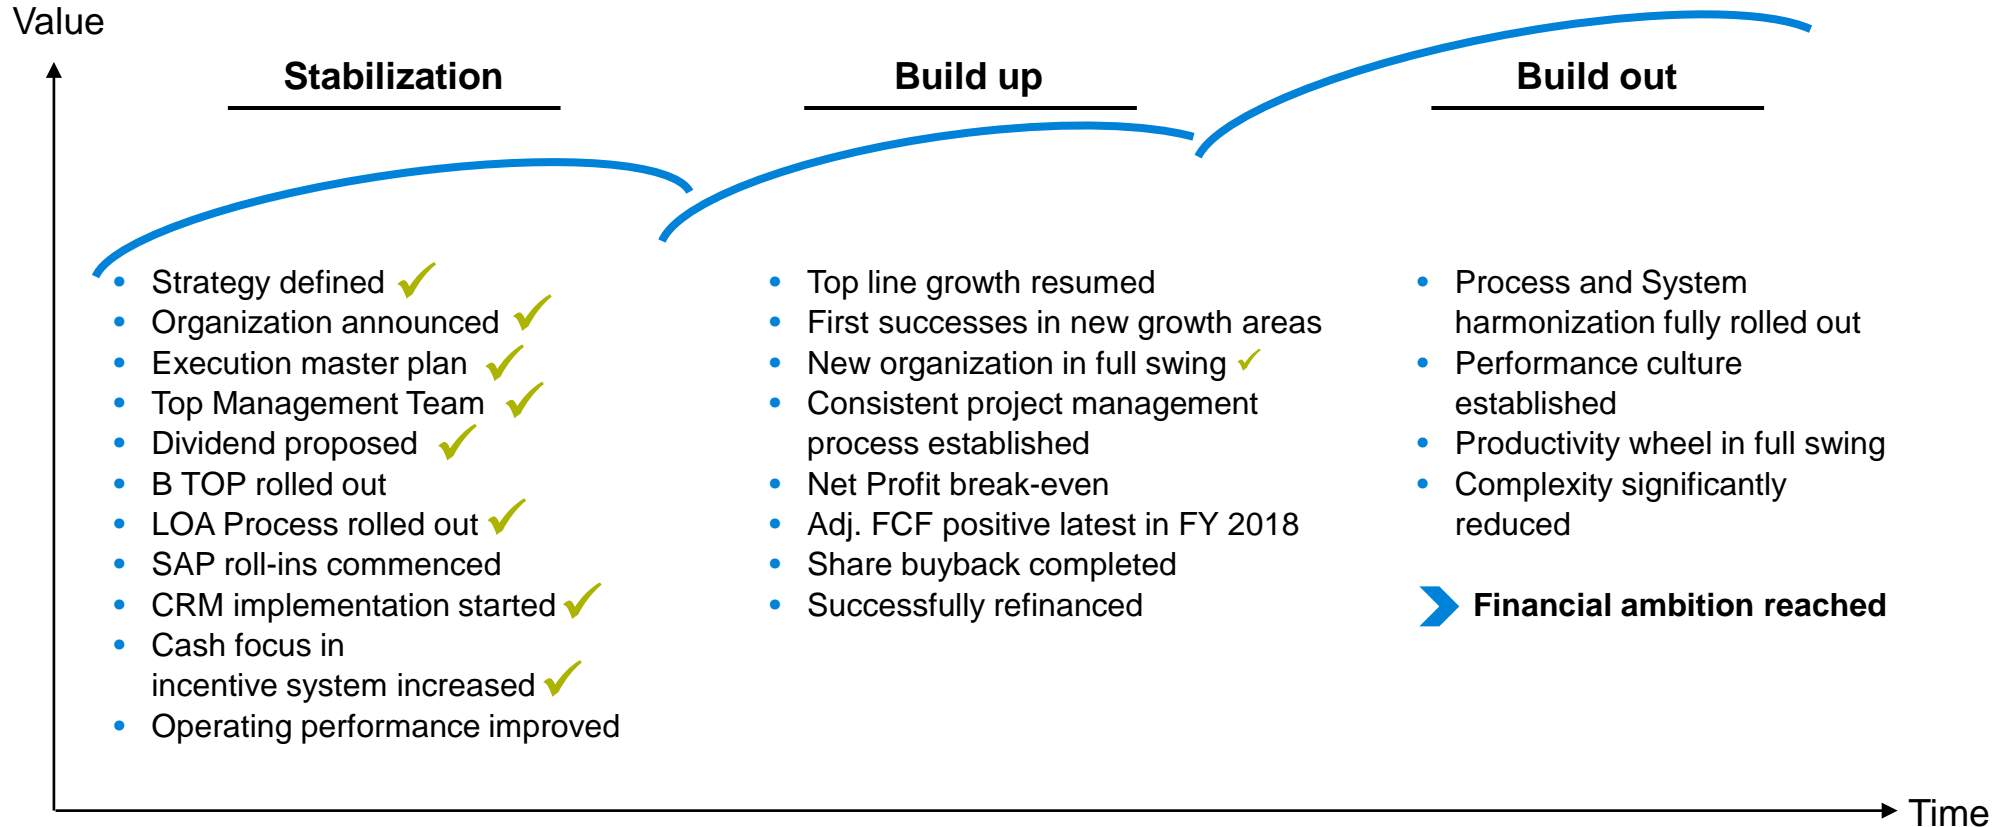 Value
Stabilization
Strategy defined
Organization announced
Execution master plan
Top Management Team
Dividend proposed
B TOP rolled out
LOA Process rolled out
SAP roll-ins commenced
CRM implementation started
Cash focus in
incentive system increased
Operating performance improved
Build up
Top line growth resumed
First successes in new growth areas
New organization in full swing
Consistent project management
process established
Net Profit break-even
Adj. FCF positive latest in FY 2018
Share buyback completed
Successfully refinanced
Build out
Process and System
harmonization fully rolled out
Performance culture
established
Productivity wheel in full swing
Complexity significantly
reduced
Financial ambition reached
Time